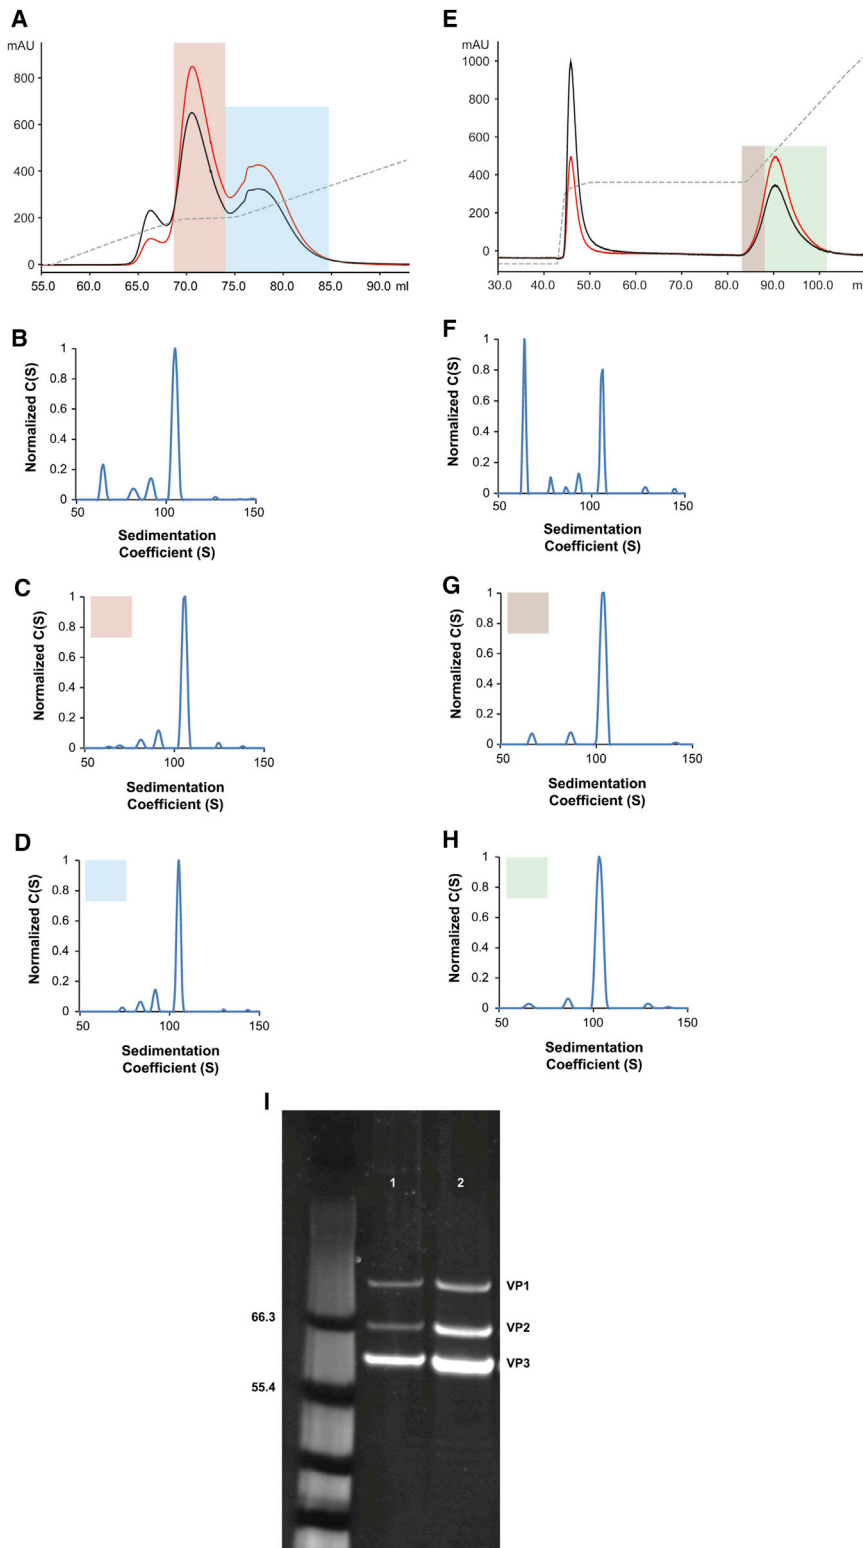 A
mAU
800
600
400
200
0
55.0 60.0 65.0 70.0 75.0 80.0 85.0 90.0 ml
E
mAU
1000
800
600
400
200
0
30.0 40.0 50.0 60.0 70.0 80.0 90.0 100.0 m
B
Normalized C(S)
1
0.8
0.6
0.4
0.2
0
50 100 150
Sedimentation
Coefficient (S)
F
Normalized C(S)
1
0.8
0.6
0.4
0.2
0
50 100 150
Sedimentation
Coefficient (S)
C
Normalized C(S)
1
0.8
0.6
0.4
0.2
0
50 100 150
Sedimentation
Coefficient (S)
G
Normalized C(S)
1
0.8
0.6
0.4
0.2
0
50 100 150
Sedimentation
Coefficient (S)
D
Normalized C(S)
1
0.8
0.6
0.4
0.2
0
50 100 150
Sedimentation
Coefficient (S)
H
Normalized C(S)
1
0.8
0.6
0.4
0.2
0
50 100 150
Sedimentation
Coefficient (S)
I
1 2
VP1
66.3
VP2
VP3
55.4